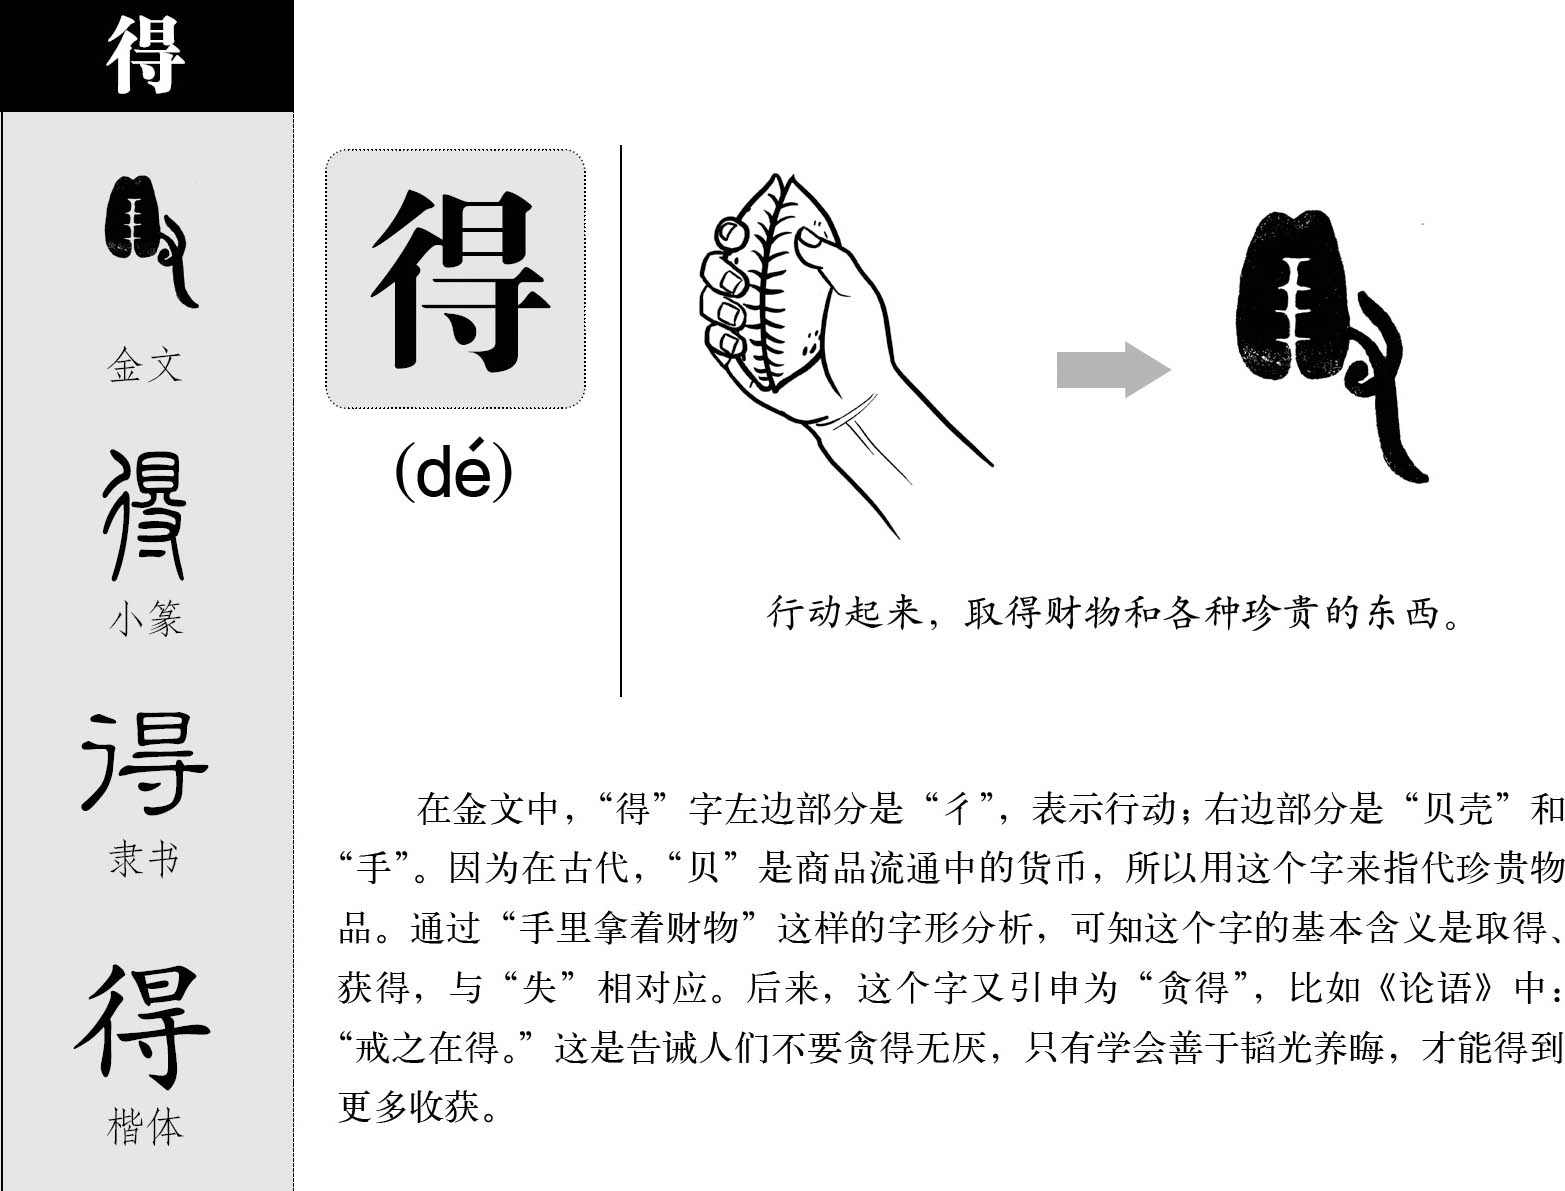 得
金文
小篆
得
隶书
得
楷体
得
(dé)
行动起来，取得财物和各种珍贵的东西。
在金文中，“得”字左边部分是“彳”，表示行动；右边部分是“贝壳”和
“手”。因为在古代，“贝”是商品流通中的货币，所以用这个字来指代珍贵物
品。通过“手里拿着财物”这样的字形分析，可知这个字的基本含义是取得、
获得，与“失”相对应。后来，这个字又引申为“贪得”，比如《论语》中：
“戒之在得。”这是告诫人们不要贪得无厌，只有学会善于韬光养晦，才能得到
更多收获。